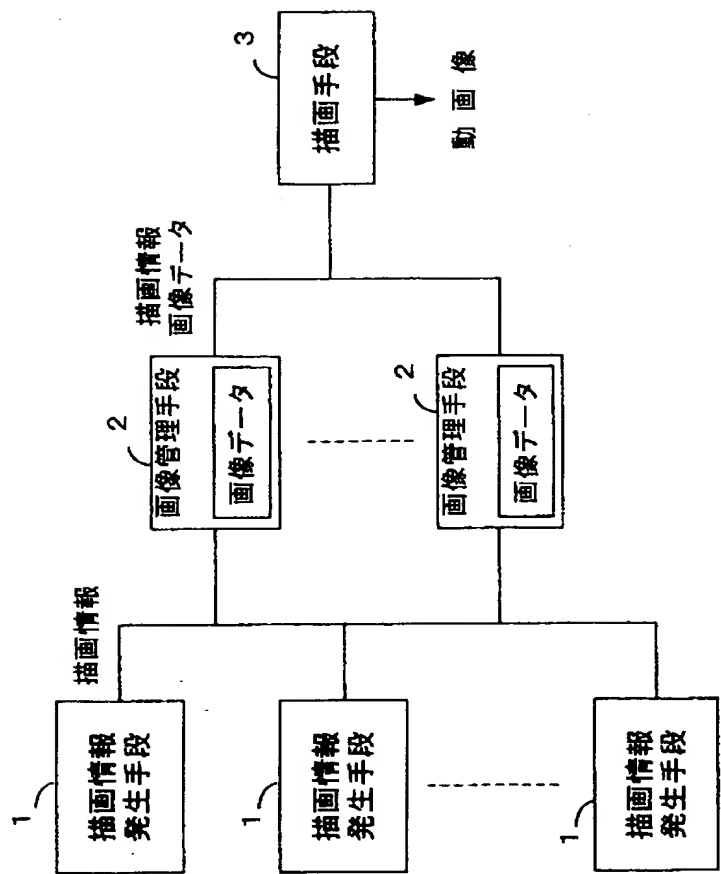 1
描画情報
発生手段
描画情報
1
描画情報
発生手段
1
描画情報
発生手段
2
画像管理手段
画像データ
描画情報
画像データ
2
画像管理手段
画像データ
3
描画手段
動画像